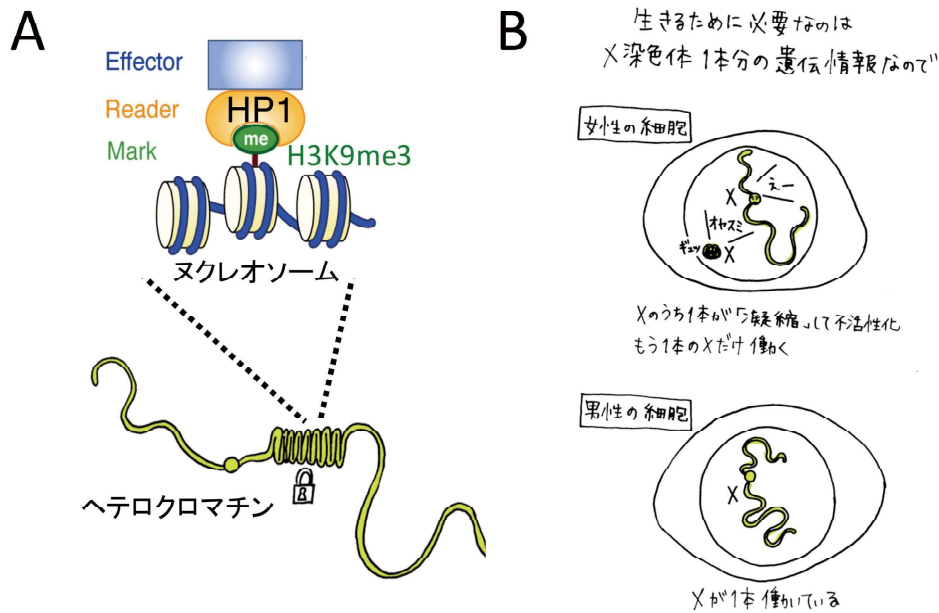 A
Effector
Reader
HP1
Mark
me
H3K9me3
ヌクレオソーム
ヘテロクロマチン
B
生きるために必要なのは
X染色体1本分の遺伝情報なので
女性の細胞
X
えー
オヤスミ
ギュッ
X
Xのうち1本が「凝縮」して不活性化
もう1本のXだけ働く
男性の細胞
X
Xが1本働いている